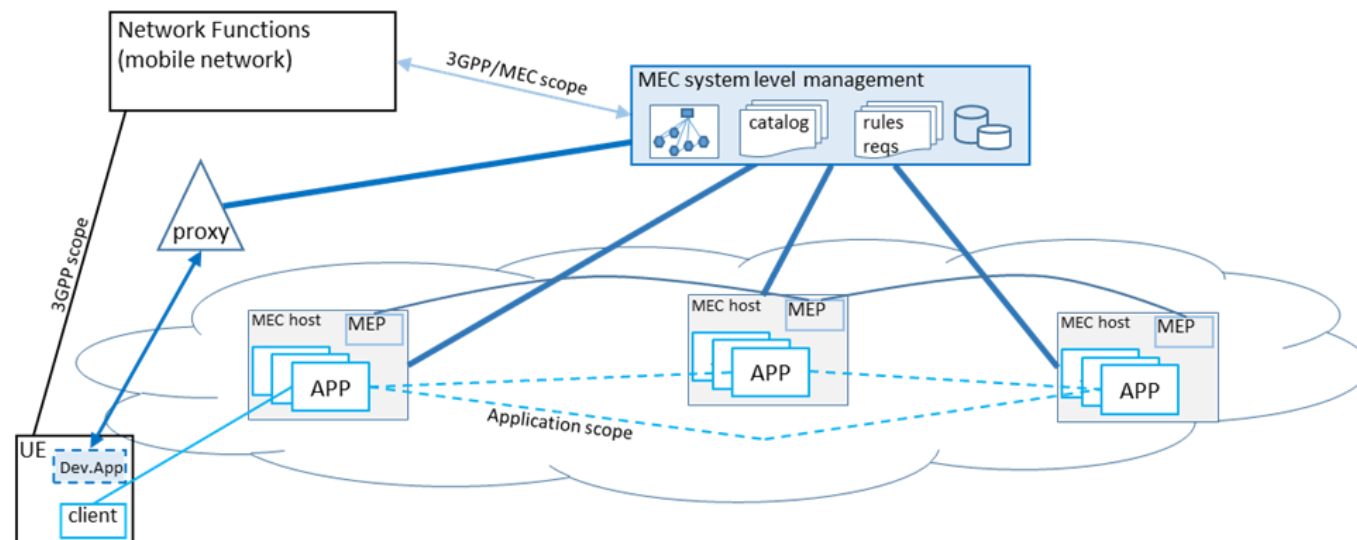 Network Functions
(mobile network)
3GPP/MEC scope
MEC system level management
catalog
rules
reqs
proxy
3GPP scope
MEC host
MEP
APP
MEC host
MEP
APP
MEC host
MEP
APP
Application scope
UE
Dev.App
client